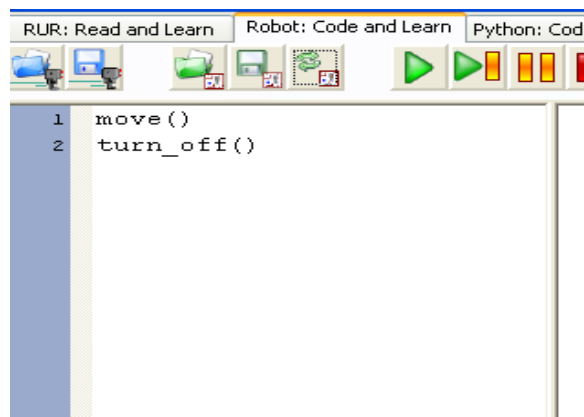 RUR: Read and Learn Robot: Code and Learn Python: Cod
1 move()
2 turn_off()